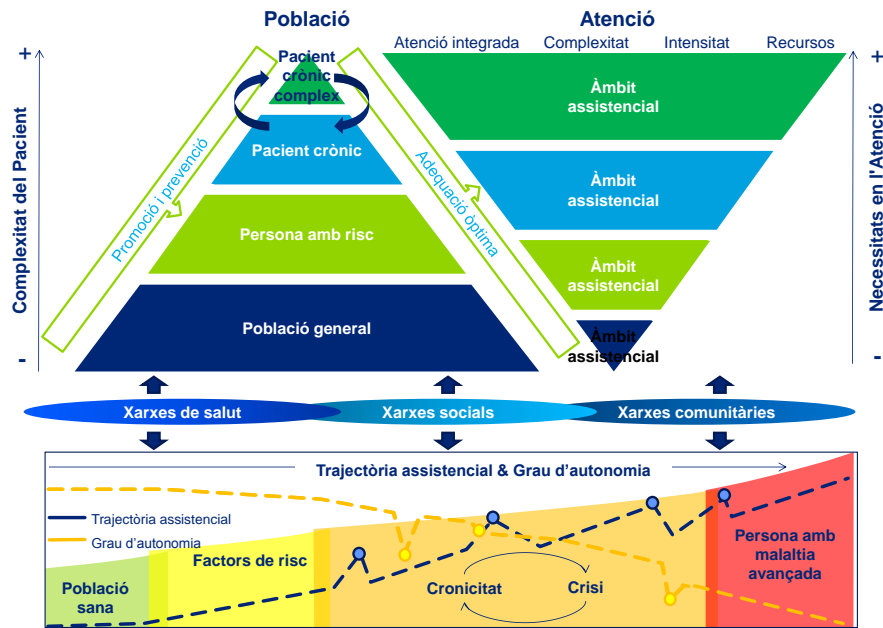 Població
Atenció
Atenció integrada
Complexitat
Intensitat
Recursos
+
Complexitat del Pacient
-
Promoció i prevenció
Pacient
crònic
complex
Pacient crònic
Persona amb risc
Població general
Adequació òptima
Àmbit
assistencial
Àmbit
assistencial
Àmbit
assistencial
Àmbit
assistencial
+
Necessitats en l'Atenció
-
Xarxes de salut
Xarxes socials
Xarxes comunitàries
Trajectòria assistencial & Grau d’autonomia
Trajectòria assistencial
Grau d’autonomia
Població
sana
Factors de risc
Cronicitat
Crisi
Persona amb
malaltia
avançada